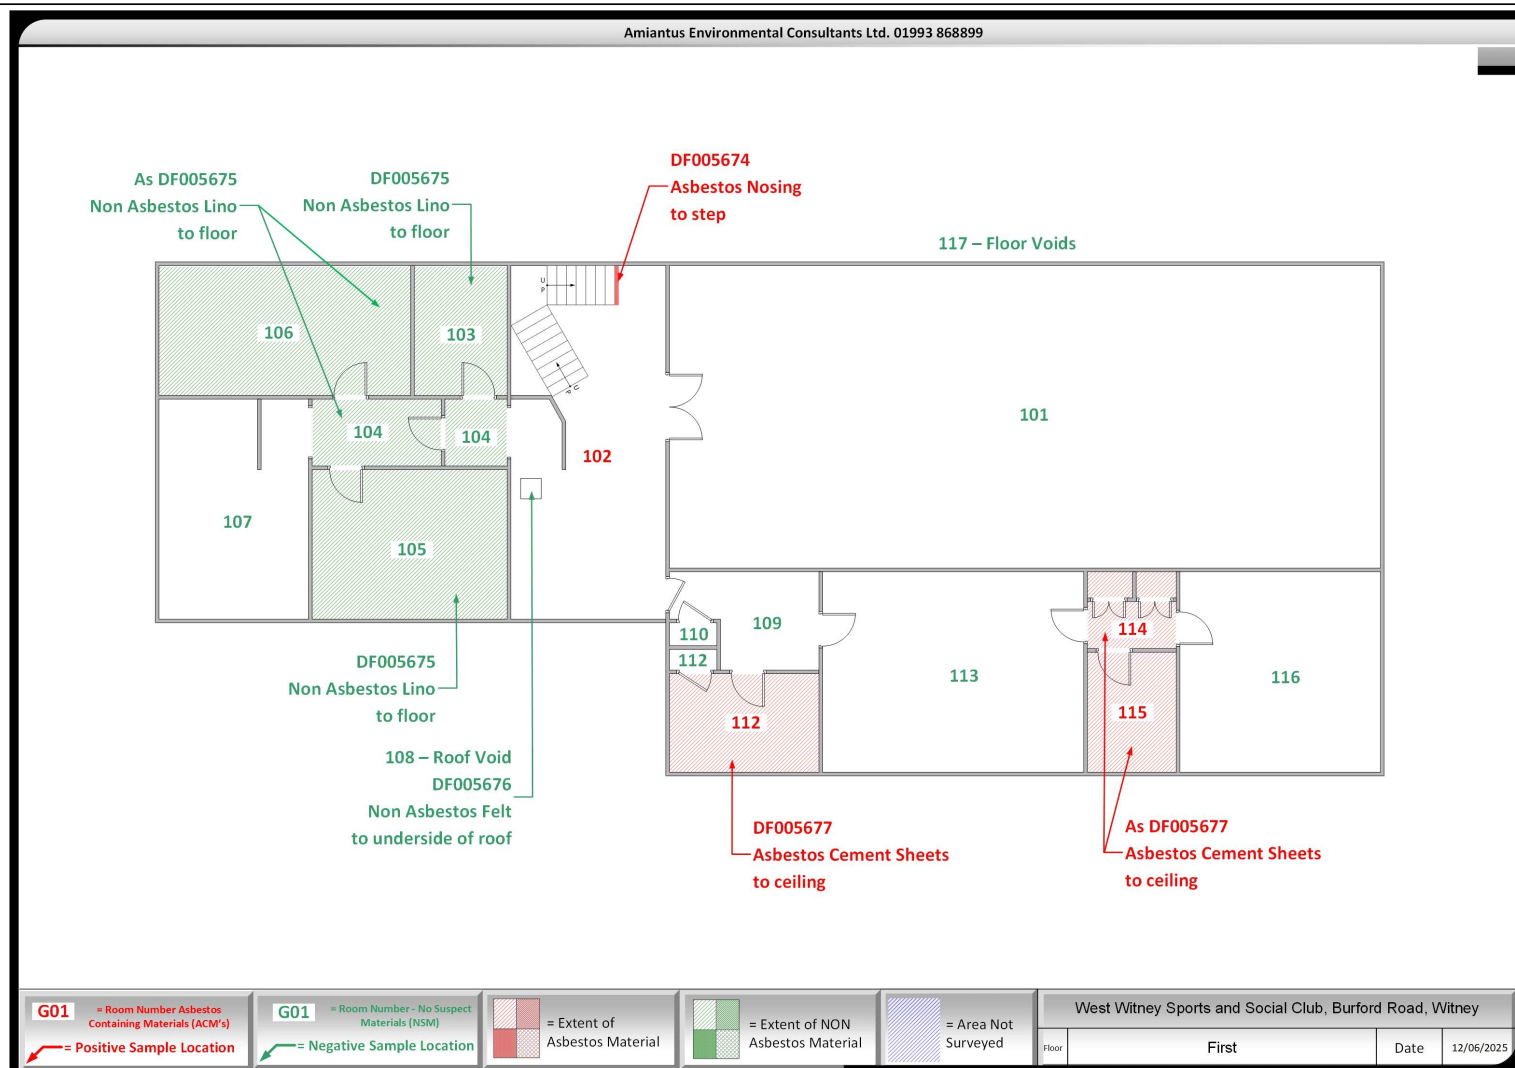 Amiantus Environmental Consultants Ltd. 01993 868899
DF005674
Asbestos Nosing
to step
As DF005675
Non Asbestos Lino
to floor
DF005675
Non Asbestos Lino
to floor
117 – Floor Voids
U
P
106
103
U
P
101
104
104
102
107
105
109
110
112
114
113
116
112
115
DF005675
Non Asbestos Lino
to floor
108 – Roof Void
DF005676
Non Asbestos Felt
to underside of roof
DF005677
Asbestos Cement Sheets
to ceiling
As DF005677
Asbestos Cement Sheets
to ceiling
G01 = Room Number Asbestos
Containing Materials (ACM's)
= Positive Sample Location
G01 = Room Number - No Suspect
Materials (NSM)
= Negative Sample Location
= Extent of
Asbestos Material
= Extent of NON
Asbestos Material
= Area Not
Surveyed
West Witney Sports and Social Club, Burford Road, Witney
Floor First Date 12/06/2025